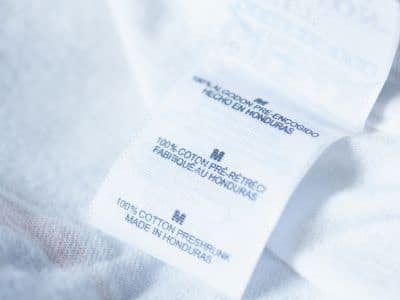 M
100% ALGODON PRE-ENCOGIDO
HECHO EN HONDURAS
M
100% COTON PRÉ-RÉTRÉCI
FABRIQUÉ AU HONDURAS
M
100% COTTON PRESHRUNK
MADE IN HONDURAS